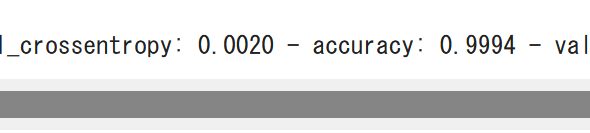 l_crossentropy: 0.0020 - accuracy: 0.9994 - val